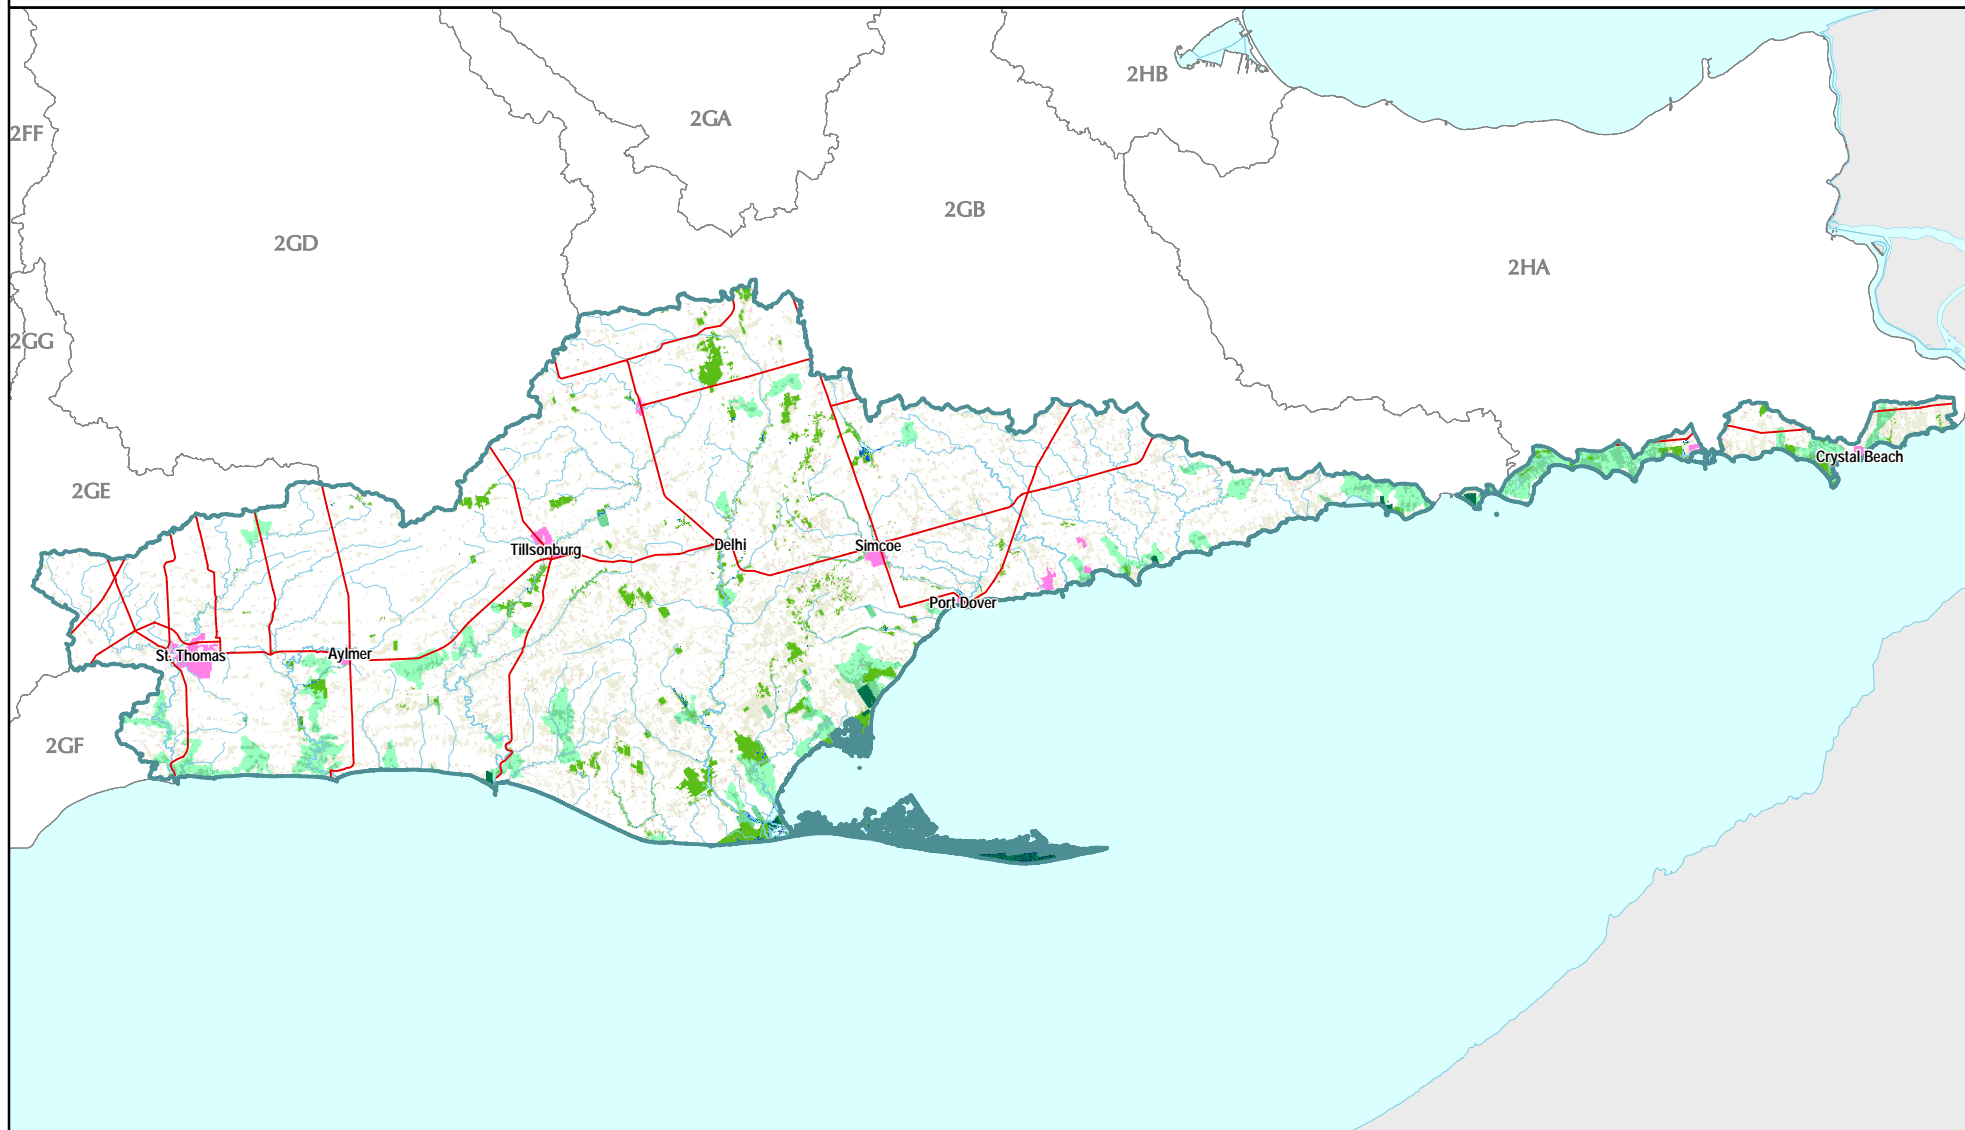 2HB
2GA
2FF
2GB
2GD
2HA
2GG
Crystal Beach
2GE
Tillsonburg
Delhi
Simcoe
Port Dover
St. Thomas
Aylmer
2GF